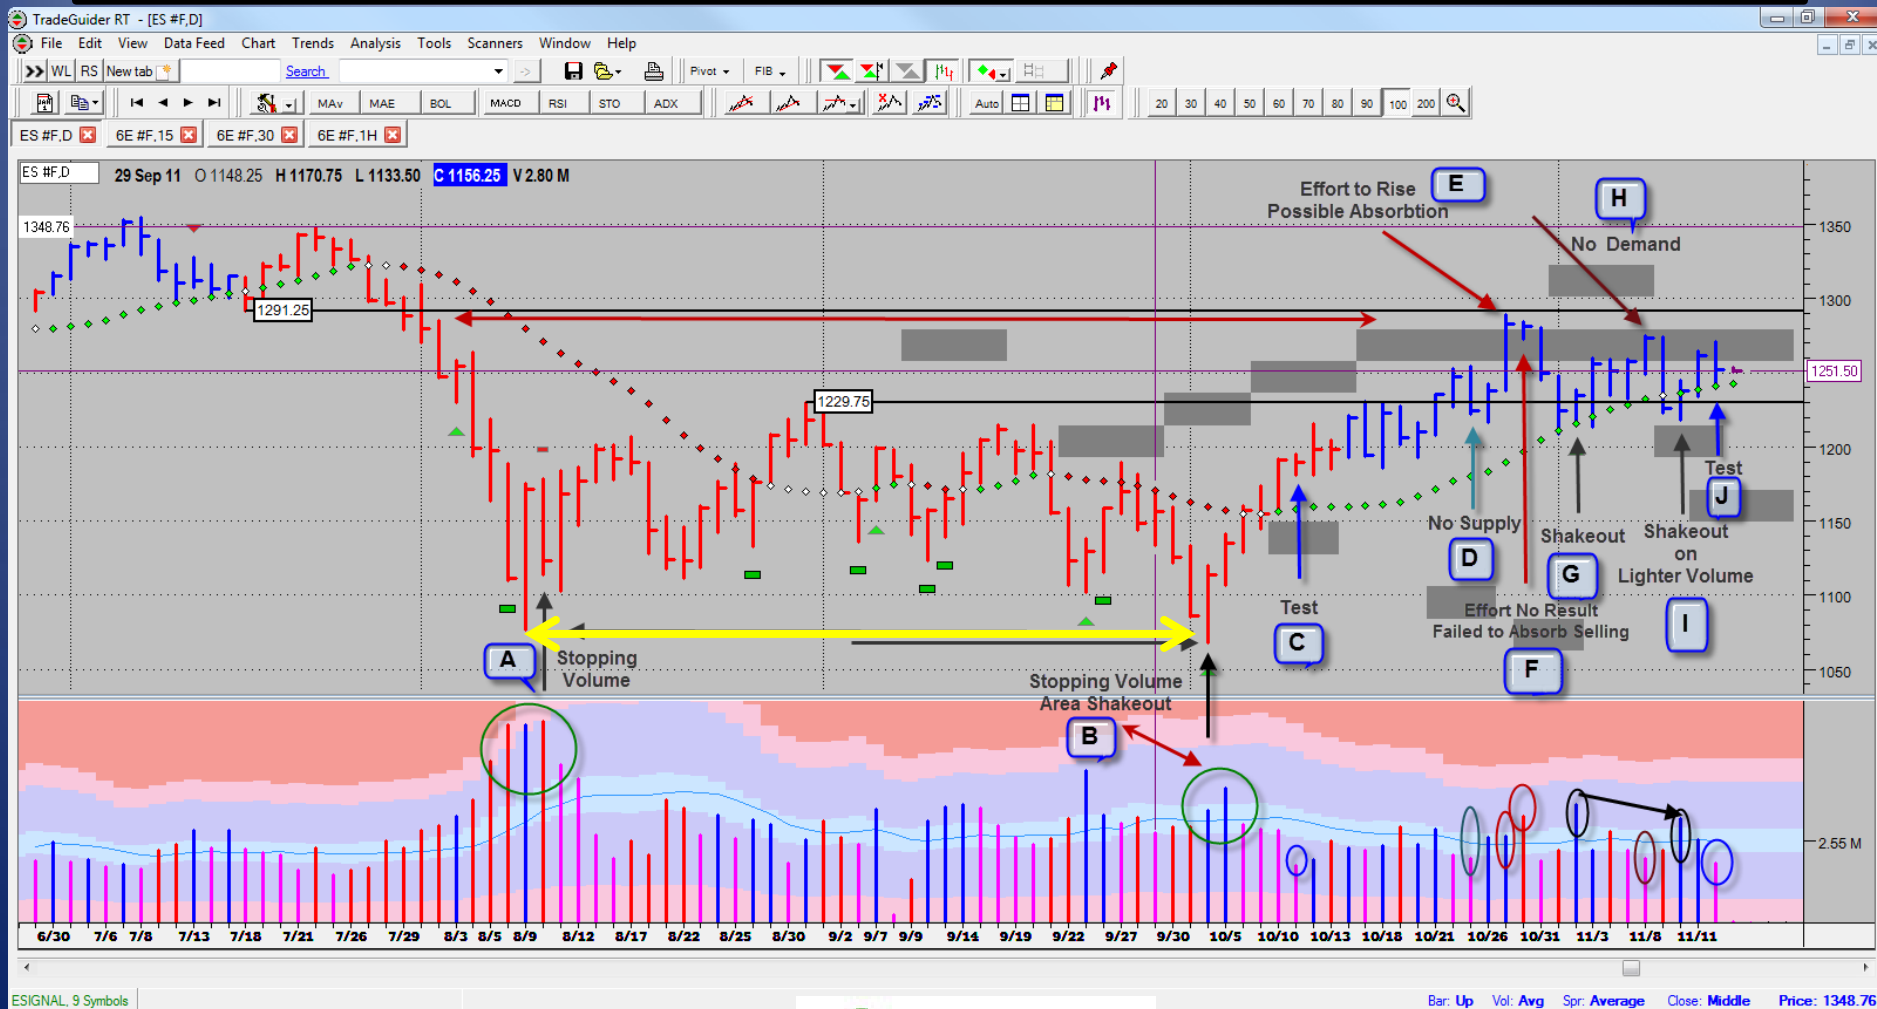 TradeGuider RT - [ES #F,D]
File Edit View Data Feed Chart Trends Analysis Tools Scanners Window Help
WL RS New tab Search Pivot FIB
MAv MAE BOL MACD RSI STO ADX Auto 20 30 40 50 60 70 80 90 100 200
ES #F,D 6E #F,15 6E #F,30 6E #F,1H
ES #F,D 29 Sep 11 O 1148.25 H 1170.75 L 1133.50 C 1156.25 V 2.80 M
Effort to Rise E
Possible Absorbtion
H
No Demand
1348.76
1350
1300
1291.25
1251.50
1229.75
1200
1150
1100
1050
Test
J
No Supply
D
Shakeout
G
Shakeout
on
Lighter Volume
I
Test
C
Effort No Result
Failed to Absorb Selling
F
A
Stopping
Volume
Stopping Volume
Area Shakeout
B
2.55 M
6/30 7/6 7/8 7/13 7/18 7/21 7/26 7/29 8/3 8/5 8/9 8/12 8/17 8/22 8/25 8/30 9/2 9/7 9/9 9/14 9/19 9/22 9/27 9/30 10/5 10/10 10/13 10/18 10/21 10/26 10/31 11/3 11/8 11/11
ESIGNAL, 9 Symbols Bar: Up Vol: Avg Spr: Average Close: Middle Price: 1348.76